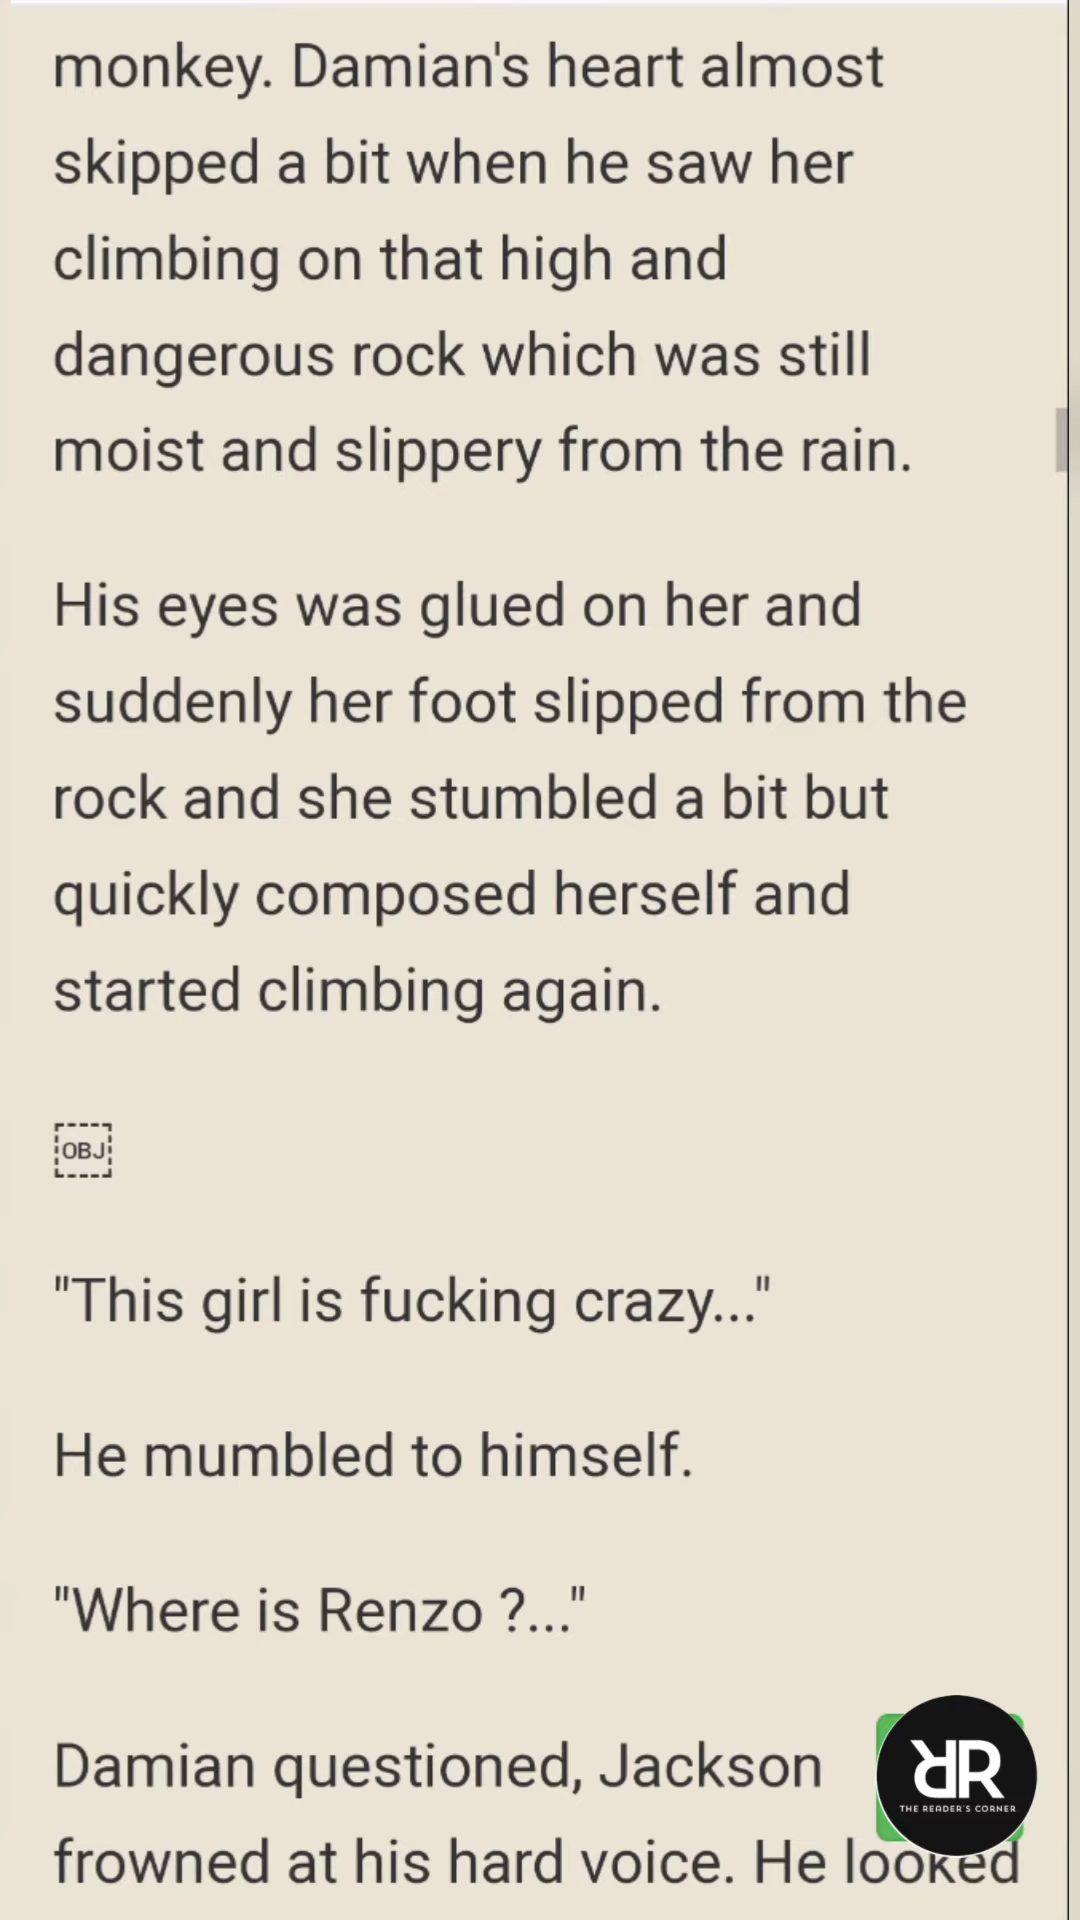 monkey. Damian's heart almost
skipped a bit when he saw her
climbing on that high and
dangerous rock which was still
moist and slippery from the rain.
His eyes was glued on her and
suddenly her foot slipped from the
rock and she stumbled a bit but
quickly composed herself and
started climbing again.
OBJ
"This girl is fucking crazy..."
He mumbled to himself.
"Where is Renzo ?..."
Damian questioned, Jackson
frowned at his hard voice. He looked
RR
THE READER'S CORNER